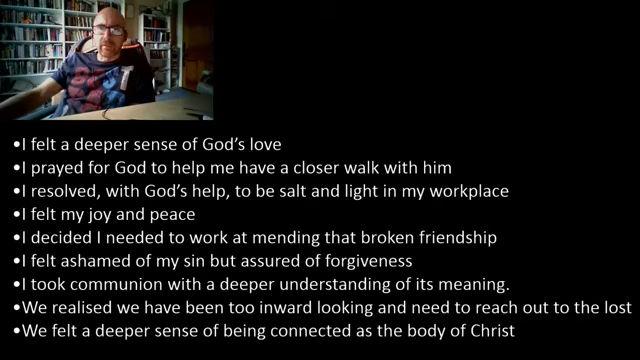 •I felt a deeper sense of God's love
•I prayed for God to help me have a closer walk with him
•I resolved, with God's help, to be salt and light in my workplace
•I felt my joy and peace
•I decided I needed to work at mending that broken friendship
•I felt ashamed of my sin but assured of forgiveness
•I took communion with a deeper understanding of its meaning.
•We realised we have been too inward looking and need to reach out to the lost
•We felt a deeper sense of being connected as the body of Christ